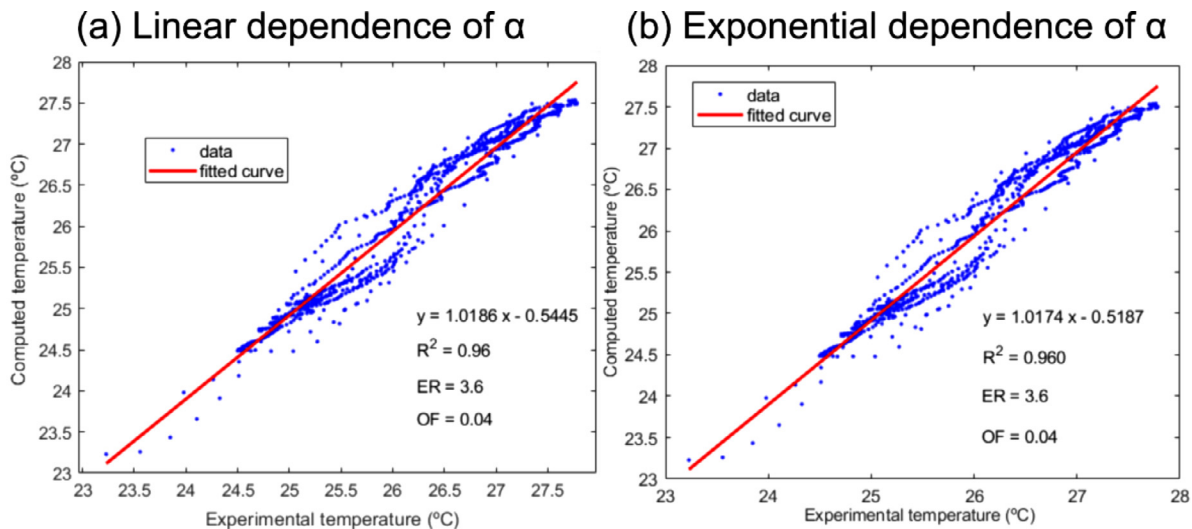 (a) Linear dependence of α
28
27.5
27
26.5
26
25.5
25
24.5
24
23.5
23
Computed temperature (ºC)
data
fitted curve
y = 1.0186 x - 0.5445
R² = 0.96
ER = 3.6
OF = 0.04
23 23.5 24 24.5 25 25.5 26 26.5 27 27.5
Experimental temperature (ºC)
(b) Exponential dependence of α
28
27.5
27
26.5
26
25.5
25
24.5
24
23.5
23
Computed temperature (ºC)
data
fitted curve
y = 1.0174 x - 0.5187
R² = 0.960
ER = 3.6
OF = 0.04
23 24 25 26 27 28
Experimental temperature (ºC)